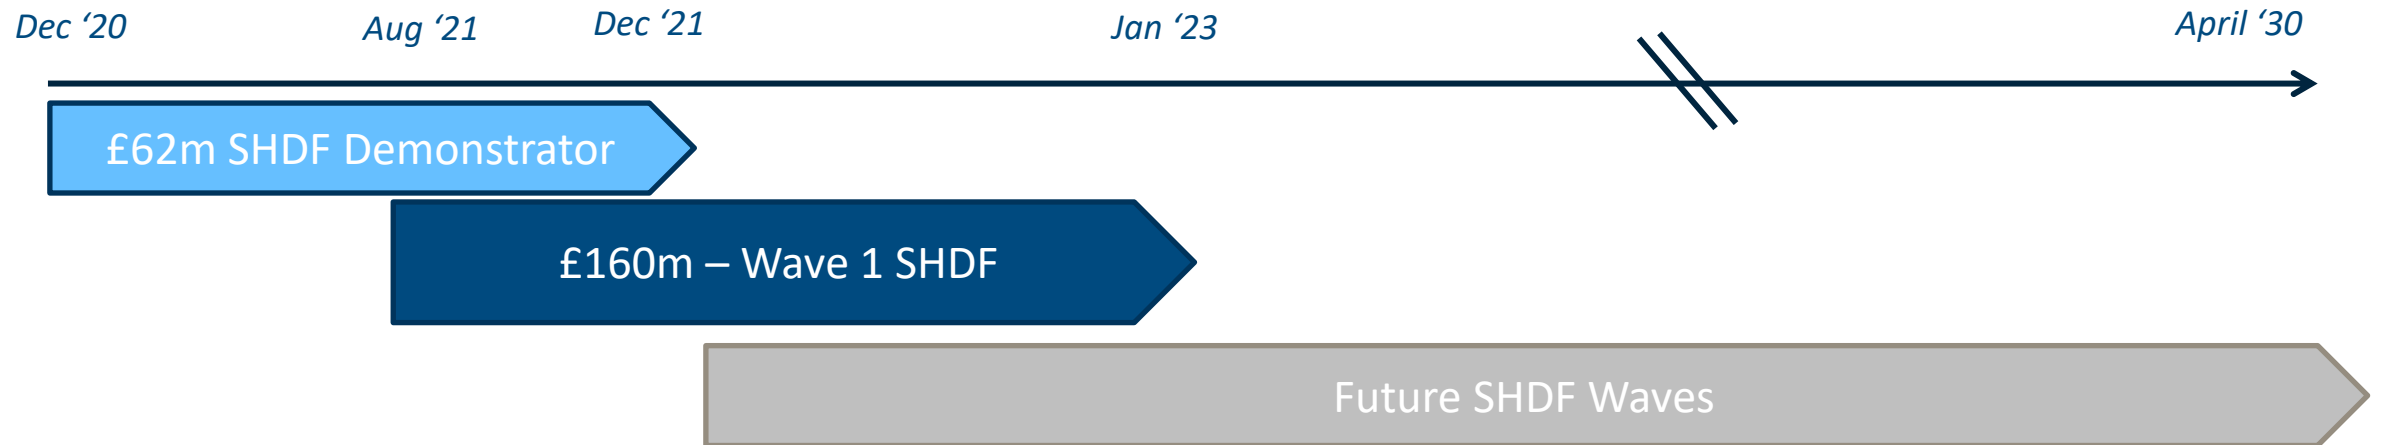 Dec ‘20
Aug ‘21
Dec ‘21
Jan ‘23
April ‘30
£62m SHDF Demonstrator
£160m – Wave 1 SHDF
Future SHDF Waves